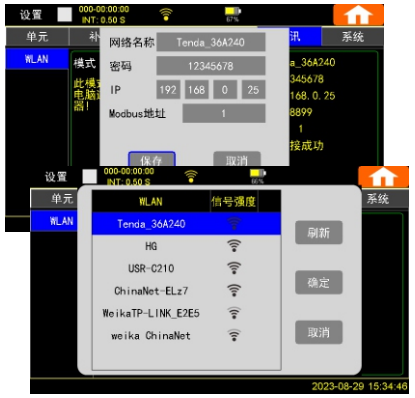 设置
000-00:00:00
INT: 0.50 S
67%
单元
讯
系统
WLAN
模式
此模
电脑
器!
网络名称 Tenda_36A240
密码 12345678
IP 192 168 0 25
Modbus地址 1
保存 取消
a_36A240
345678
168.0.25
8899
1
接成功
设置
000-00:00:00
INT: 0.50 S
单元
系统
WLAN
WLAN 信号强度
Tenda_36A240
HG
USR-C210
ChinaNet-ELz7
WeikaTP-LINK_E2E5
weika ChinaNet
刷新
确定
取消
2023-08-29 15:34:46